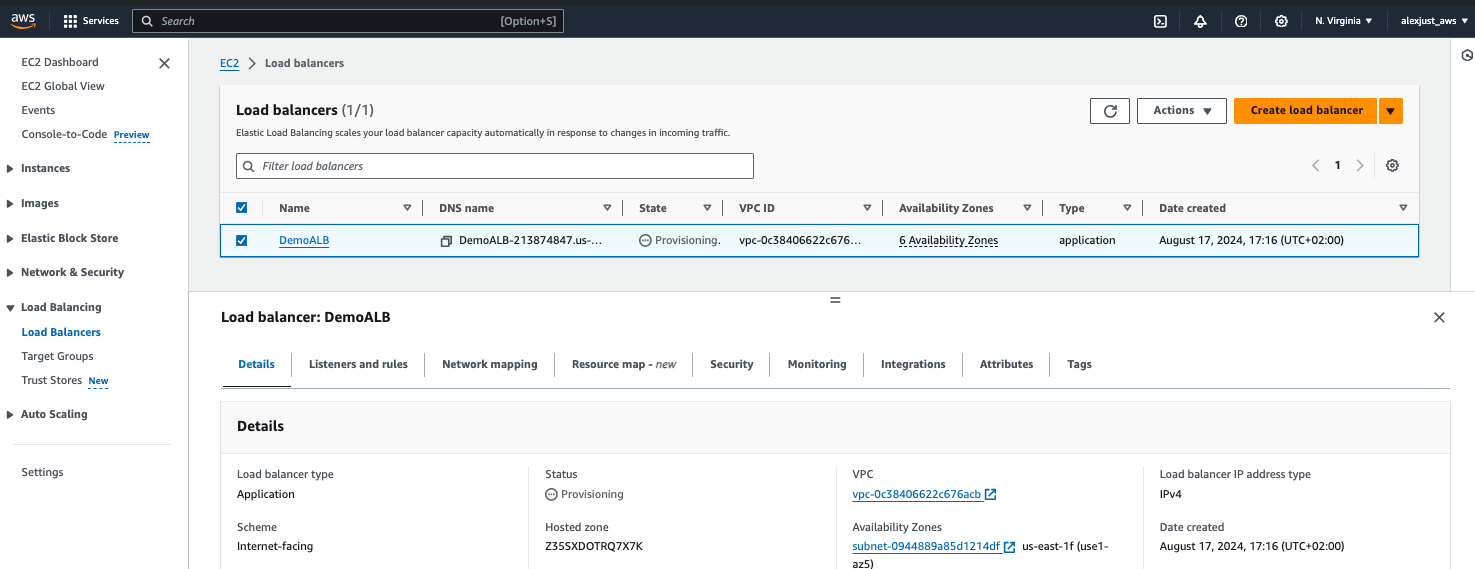 aws Services Search [Option+S] N. Virginia alexjust_aws
EC2 Dashboard
EC2 Global View
Events
Console-to-Code Preview
Instances
Images
Elastic Block Store
Network & Security
Load Balancing
Load Balancers
Target Groups
Trust Stores New
Auto Scaling
Settings
EC2 Load balancers
Load balancers (1/1)
Elastic Load Balancing scales your load balancer capacity automatically in response to changes in incoming traffic.
Actions Create load balancer
Filter load balancers
1
Name DNS name State VPC ID Availability Zones Type Date created
DemoALB DemoALB-213874847.us-... Provisioning. vpc-0c38406622c676... 6 Availability Zones application August 17, 2024, 17:16 (UTC+02:00)
Load balancer: DemoALB
Details Listeners and rules Network mapping Resource map - new Security Monitoring Integrations Attributes Tags
Details
Load balancer type Status VPC Load balancer IP address type
Application Provisioning vpc-0c38406622c676acb IPv4
Scheme Hosted zone Availability Zones Date created
Internet-facing Z35SXDOTRQ7X7K subnet-0944889a85d1214df us-east-1f (use1- August 17, 2024, 17:16 (UTC+02:00)
az5)